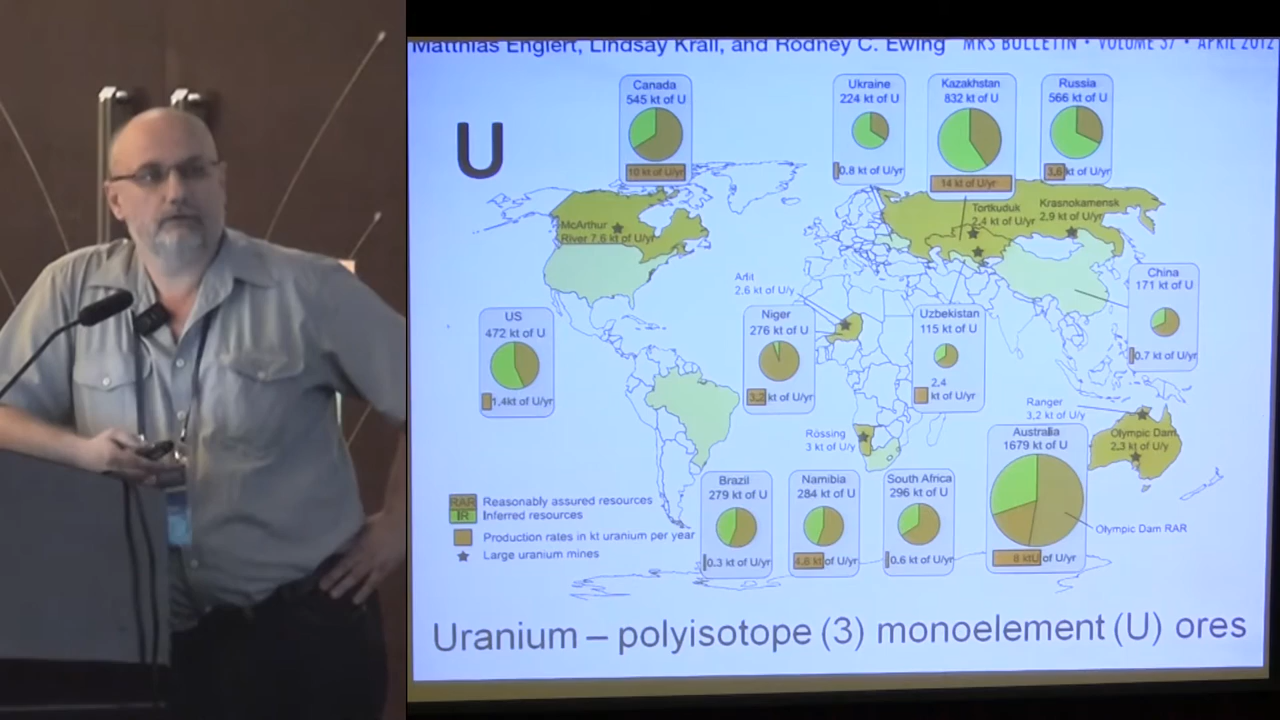 Matthias Englert, Lindsay Krall, and Rodney C. Ewing MRS BULLETIN • VOLUME 37 • APRIL 2012
U
Canada
545 kt of U
10 kt of U/yr
Ukraine
224 kt of U
0.8 kt of U/yr
Kazakhstan
832 kt of U
14 kt of U/yr
Russia
566 kt of U
3.6 kt of U/yr
McArthur
River 7.6 kt of U/yr
Tortkuduk
2.4 kt of U/yr
Krasnokamensk
2,9 kt of U/yr
Arlit
2.6 kt of U/y
China
171 kt of U
0.7 kt of U/yr
US
472 kt of U
1.4kt of U/yr
Niger
276 kt of U
3.2 kt of U/yr
Uzbekistan
115 kt of U
2.4
kt of U/yr
Ranger
3.2 kt of U/y
Rössing
3 kt of U/y
Australia
1679 kt of U
8 ktU of U/yr
Olympic Dam
2.3 kt of U/y
Olympic Dam RAR
Brazil
279 kt of U
0.3 kt of U/yr
Namibia
284 kt of U
4.6 kt of U/yr
South Africa
296 kt of U
0.6 kt of U/yr
RAR Reasonably assured resources
IR Inferred resources
Production rates in kt uranium per year
Large uranium mines
Uranium – polyisotope (3) monoelement (U) ores